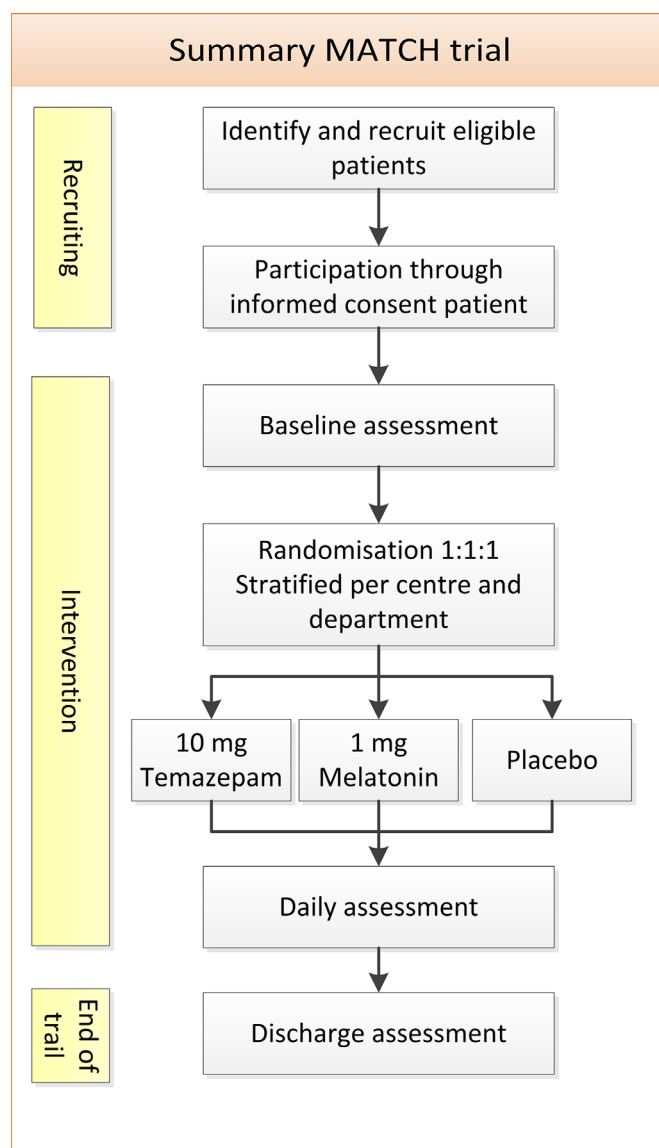 Summary MATCH trial
Recruiting
Identify and recruit eligible
patients
Participation through
informed consent patient
Intervention
Baseline assessment
Randomisation 1:1:1
Stratified per centre and
department
10 mg
Temazepam
1 mg
Melatonin
Placebo
Daily assessment
End of
trail
Discharge assessment